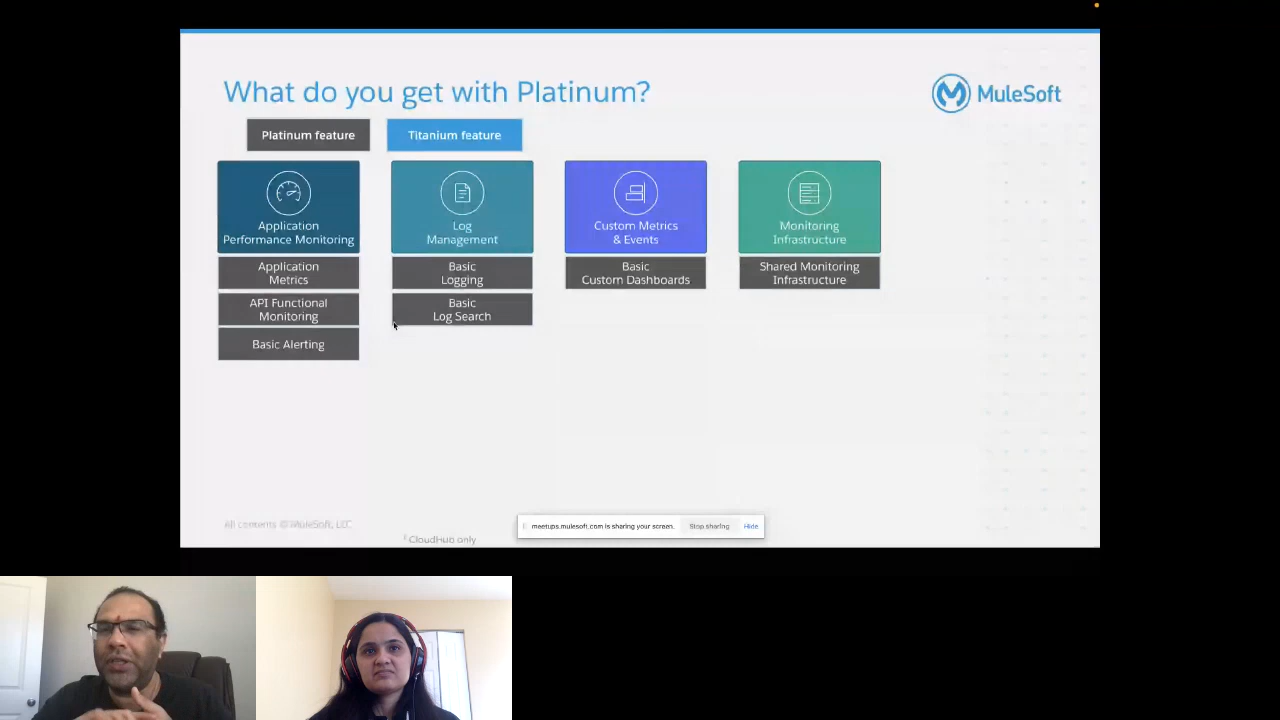 What do you get with Platinum?
MuleSoft
Platinum feature
Titanium feature
Application
Performance Monitoring
Log
Management
Custom Metrics
& Events
Monitoring
Infrastructure
Application
Metrics
Basic
Logging
Basic
Custom Dashboards
Shared Monitoring
Infrastructure
API Functional
Monitoring
Basic
Log Search
Basic Alerting
All contents © MuleSoft, LLC
meetups.mulesoft.com is sharing your screen.
Stop sharing
Hide
¹ CloudHub only